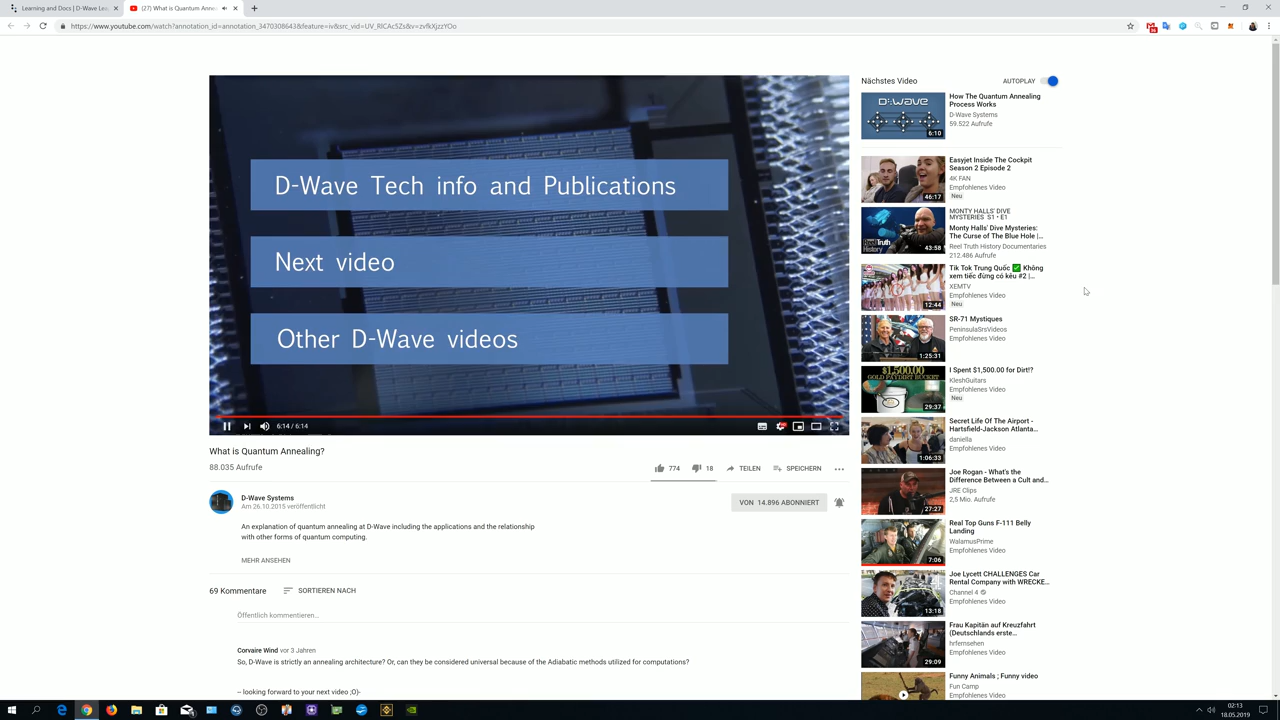 Learning and Docs | D-Wave Lea
(27) What is Quantum Anne
https://www.youtube.com/watch?annotation_id=annotation_3470308643&feature=iv&src_vid=UV_RlCAc5Zs&v=zvfkXjzzYOo
D-Wave Tech info and Publications
Next video
Other D-Wave videos
6:14 / 6:14
What is Quantum Annealing?
88.035 Aufrufe
774
18
TEILEN
SPEICHERN
D-Wave Systems
Am 26.10.2015 veröffentlicht
VON 14.896 ABONNIERT
An explanation of quantum annealing at D-Wave including the applications and the relationship
with other forms of quantum computing.
MEHR ANSEHEN
69 Kommentare
SORTIEREN NACH
Öffentlich kommentieren...
Corvaire Wind vor 3 Jahren
So, D-Wave is strictly an annealing architecture? Or, can they be considered universal because of the Adiabatic methods utilized for computations?
-- looking forward to your next video ;O)-
Nächstes Video
AUTOPLAY
D:wave
6:10
How The Quantum Annealing
Process Works
D-Wave Systems
59.522 Aufrufe
46:17
Easyjet Inside The Cockpit
Season 2 Episode 2
4K FAN
Empfohlenes Video
Neu
Reel Truth
History
43:58
MONTY HALLS' DIVE
MYSTERIES S1 • E1
Monty Halls' Dive Mysteries:
The Curse of The Blue Hole |...
Reel Truth History Documentaries
212.486 Aufrufe
12:44
Tik Tok Trung Quốc ✅ Không
xem tiếc đừng có kêu #2 |...
XEMTV
Empfohlenes Video
Neu
1:25:31
SR-71 Mystiques
PeninsulaSrsVideos
Empfohlenes Video
$1,500.00
GOLD PAYDIRT BUCKET
29:37
I Spent $1,500.00 for Dirt!?
KleshGuitars
Empfohlenes Video
Neu
1:06:33
Secret Life Of The Airport -
Hartsfield-Jackson Atlanta...
daniella
Empfohlenes Video
27:27
Joe Rogan - What's the
Difference Between a Cult and...
JRE Clips
2,5 Mio. Aufrufe
7:06
Real Top Guns F-111 Belly
Landing
WalamusPrime
Empfohlenes Video
13:18
Joe Lycett CHALLENGES Car
Rental Company with WRECKE...
Channel 4
Empfohlenes Video
29:09
Frau Kapitän auf Kreuzfahrt
(Deutschlands erste...
hrfernsehen
Empfohlenes Video
Funny Animals ; Funny video
Fun Camp
Empfohlenes Video
02:13
18.05.2019